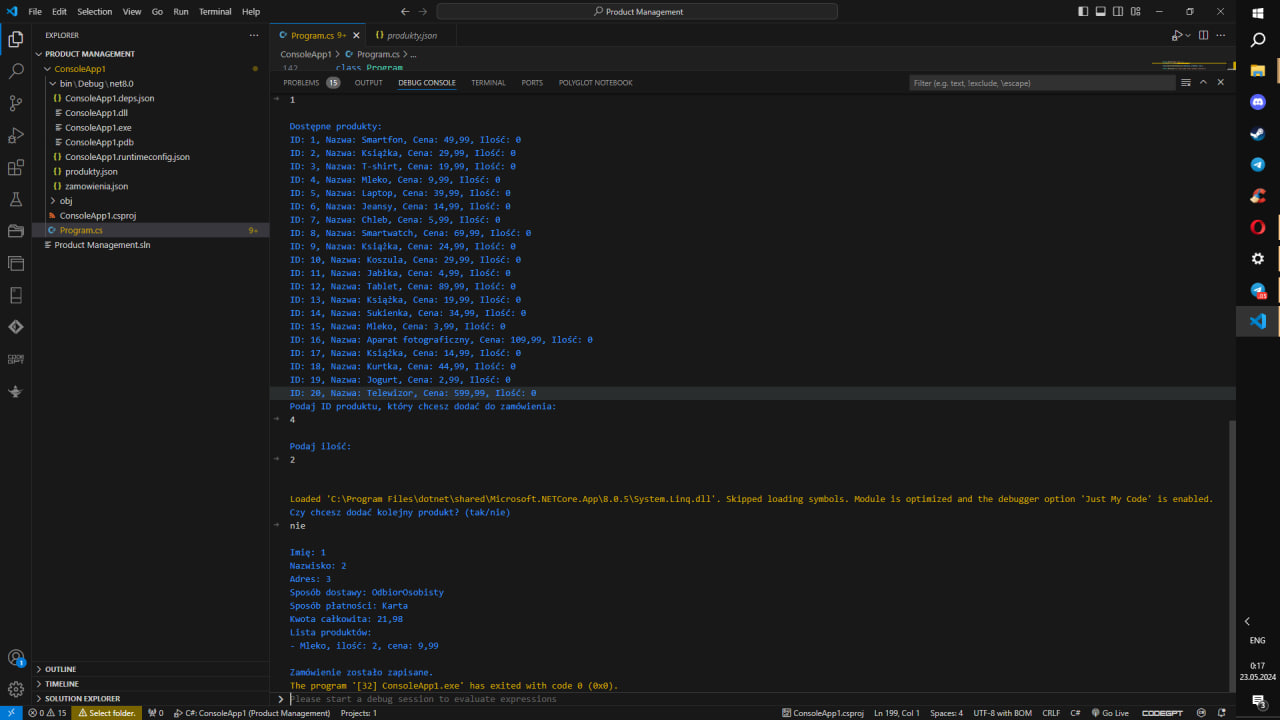 File Edit Selection View Go Run Terminal Help
Product Management
EXPLORER
PRODUCT MANAGEMENT
ConsoleApp1
bin \ Debug \ net8.0
ConsoleApp1.deps.json
ConsoleApp1.dll
ConsoleApp1.exe
ConsoleApp1.pdb
ConsoleApp1.runtimeconfig.json
produkty.json
zamowienia.json
obj
ConsoleApp1.csproj
Program.cs 9+
Product Management.sln
OUTLINE
TIMELINE
SOLUTION EXPLORER
Program.cs 9+ produkty.json
ConsoleApp1 > Program.cs > ...
142 class Program
PROBLEMS 15 OUTPUT DEBUG CONSOLE TERMINAL PORTS POLYGLOT NOTEBOOK
Filter (e.g. text, !exclude, \escape)
1
Dostępne produkty:
ID: 1, Nazwa: Smartfon, Cena: 49,99, Ilość: 0
ID: 2, Nazwa: Książka, Cena: 29,99, Ilość: 0
ID: 3, Nazwa: T-shirt, Cena: 19,99, Ilość: 0
ID: 4, Nazwa: Mleko, Cena: 9,99, Ilość: 0
ID: 5, Nazwa: Laptop, Cena: 39,99, Ilość: 0
ID: 6, Nazwa: Jeansy, Cena: 14,99, Ilość: 0
ID: 7, Nazwa: Chleb, Cena: 5,99, Ilość: 0
ID: 8, Nazwa: Smartwatch, Cena: 69,99, Ilość: 0
ID: 9, Nazwa: Książka, Cena: 24,99, Ilość: 0
ID: 10, Nazwa: Koszula, Cena: 29,99, Ilość: 0
ID: 11, Nazwa: Jabłka, Cena: 4,99, Ilość: 0
ID: 12, Nazwa: Tablet, Cena: 89,99, Ilość: 0
ID: 13, Nazwa: Książka, Cena: 19,99, Ilość: 0
ID: 14, Nazwa: Sukienka, Cena: 34,99, Ilość: 0
ID: 15, Nazwa: Mleko, Cena: 3,99, Ilość: 0
ID: 16, Nazwa: Aparat fotograficzny, Cena: 109,99, Ilość: 0
ID: 17, Nazwa: Książka, Cena: 14,99, Ilość: 0
ID: 18, Nazwa: Kurtka, Cena: 44,99, Ilość: 0
ID: 19, Nazwa: Jogurt, Cena: 2,99, Ilość: 0
ID: 20, Nazwa: Telewizor, Cena: 599,99, Ilość: 0
Podaj ID produktu, który chcesz dodać do zamówienia:
4
Podaj ilość:
2
Loaded 'C:\Program Files\dotnet\shared\Microsoft.NETCore.App\8.0.5\System.Linq.dll'. Skipped loading symbols. Module is optimized and the debugger option 'Just My Code' is enabled.
Czy chcesz dodać kolejny produkt? (tak/nie)
nie
Imię: 1
Nazwisko: 2
Adres: 3
Sposób dostawy: OdbiorOsobisty
Sposób płatności: Karta
Kwota całkowita: 21,98
Lista produktów:
- Mleko, ilość: 2, cena: 9,99
Zamówienie zostało zapisane.
The program '[32] ConsoleApp1.exe' has exited with code 0 (0x0).
Please start a debug session to evaluate expressions
0 15 Select folder. 0 C#: ConsoleApp1 (Product Management) Projects: 1
ConsoleApp1.csproj Ln 199, Col 1 Spaces: 4 UTF-8 with BOM CRLF C# Go Live CODEGPT
ENG
0:17
23.05.2024
3